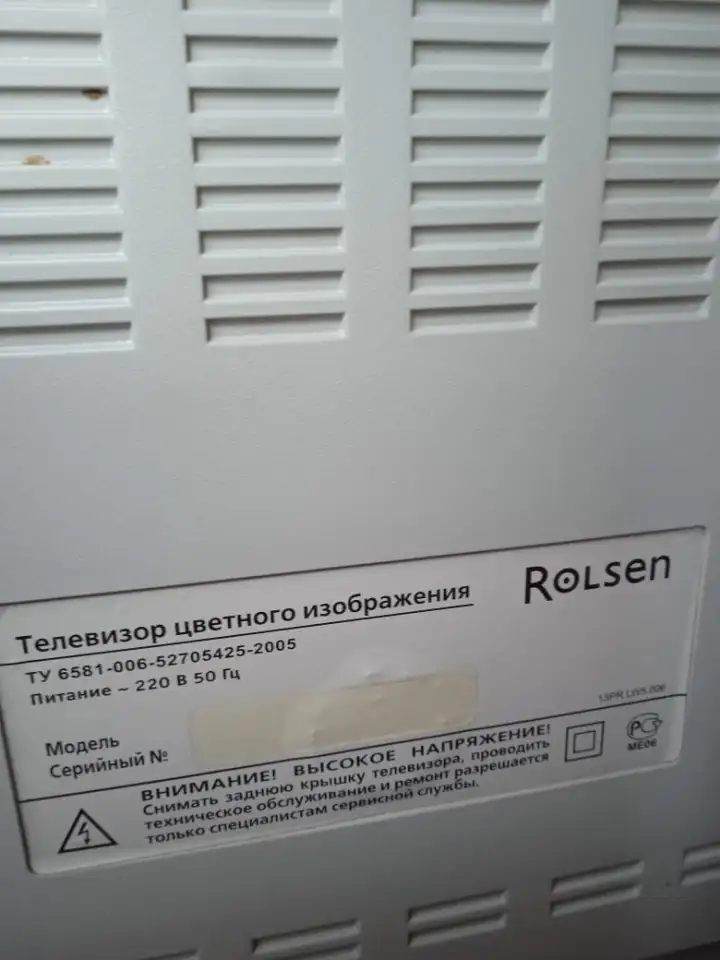 ROLSEN
Телевизор цветного изображения
ТУ 6581-006-52705425-2005
Питание ~ 220 В 50 Гц
Модель
Серийный №
ВНИМАНИЕ! ВЫСОКОЕ НАПРЯЖЕНИЕ!
Снимать заднюю крышку телевизора, проводить
техническое обслуживание и ремонт разрешается
только специалистам сервисной службы.
МЕ06